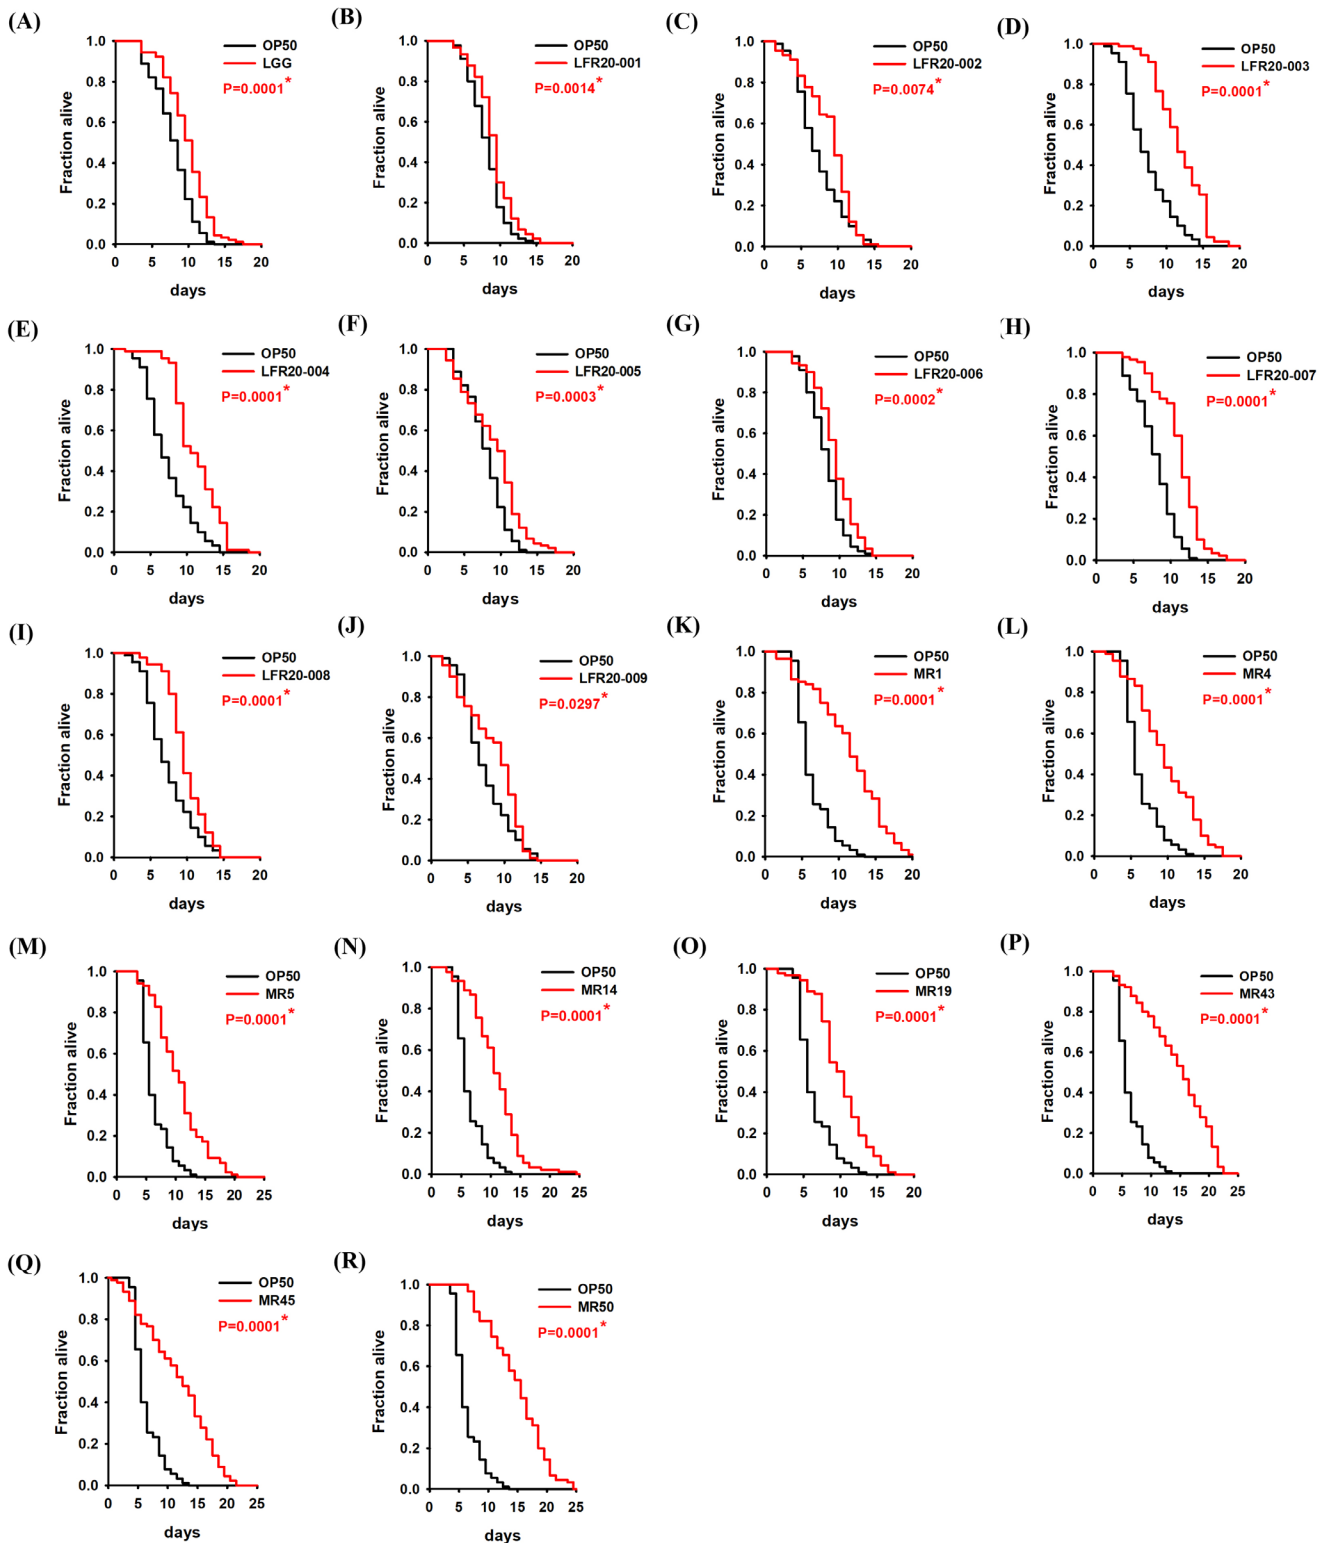 (A)
OP50
LGG
P=0.0001*
Fraction alive
1.0
0.8
0.6
0.4
0.2
0.0
0 5 10 15 20
days
(B)
OP50
LFR20-001
P=0.0014*
Fraction alive
1.0
0.8
0.6
0.4
0.2
0.0
0 5 10 15 20
days
(C)
OP50
LFR20-002
P=0.0074*
Fraction alive
1.0
0.8
0.6
0.4
0.2
0.0
0 5 10 15 20
days
(D)
OP50
LFR20-003
P=0.0001*
Fraction alive
1.0
0.8
0.6
0.4
0.2
0.0
0 5 10 15 20
days
(E)
OP50
LFR20-004
P=0.0001*
Fraction alive
1.0
0.8
0.6
0.4
0.2
0.0
0 5 10 15 20
days
(F)
OP50
LFR20-005
P=0.0003*
Fraction alive
1.0
0.8
0.6
0.4
0.2
0.0
0 5 10 15 20
days
(G)
OP50
LFR20-006
P=0.0002*
Fraction alive
1.0
0.8
0.6
0.4
0.2
0.0
0 5 10 15 20
days
(H)
OP50
LFR20-007
P=0.0001*
Fraction alive
1.0
0.8
0.6
0.4
0.2
0.0
0 5 10 15 20
days
(I)
OP50
LFR20-008
P=0.0001*
Fraction alive
1.0
0.8
0.6
0.4
0.2
0.0
0 5 10 15 20
days
(J)
OP50
LFR20-009
P=0.0297*
Fraction alive
1.0
0.8
0.6
0.4
0.2
0.0
0 5 10 15 20
days
(K)
OP50
MR1
P=0.0001*
Fraction alive
1.0
0.8
0.6
0.4
0.2
0.0
0 5 10 15 20
days
(L)
OP50
MR4
P=0.0001*
Fraction alive
1.0
0.8
0.6
0.4
0.2
0.0
0 5 10 15 20
days
(M)
OP50
MR5
P=0.0001*
Fraction alive
1.0
0.8
0.6
0.4
0.2
0.0
0 5 10 15 20 25
days
(N)
OP50
MR14
P=0.0001*
Fraction alive
1.0
0.8
0.6
0.4
0.2
0.0
0 5 10 15 20 25
days
(O)
OP50
MR19
P=0.0001*
Fraction alive
1.0
0.8
0.6
0.4
0.2
0.0
0 5 10 15 20
days
(P)
OP50
MR43
P=0.0001*
Fraction alive
1.0
0.8
0.6
0.4
0.2
0.0
0 5 10 15 20 25
days
(Q)
OP50
MR45
P=0.0001*
Fraction alive
1.0
0.8
0.6
0.4
0.2
0.0
0 5 10 15 20 25
days
(R)
OP50
MR50
P=0.0001*
Fraction alive
1.0
0.8
0.6
0.4
0.2
0.0
0 5 10 15 20 25
days